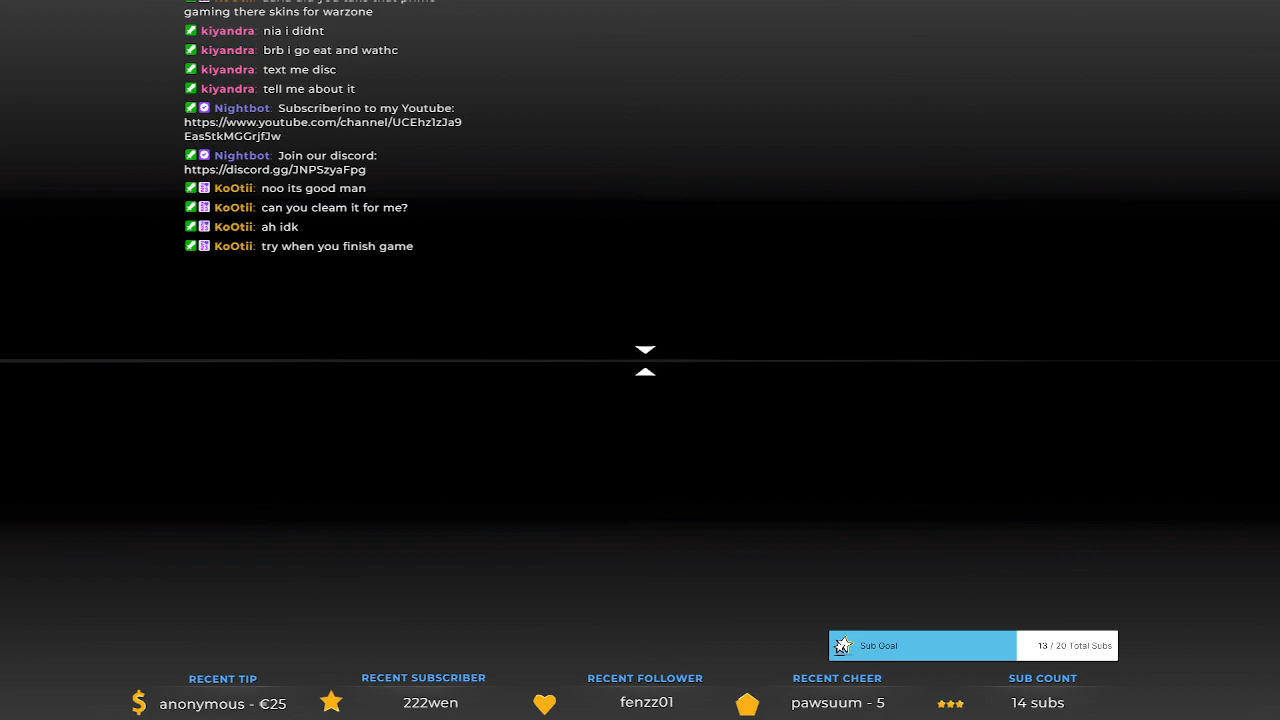 gaming there skins for warzone
kiyandra: nia i didnt
kiyandra: brb i go eat and wathc
kiyandra: text me disc
kiyandra: tell me about it
Nightbot: Subscriberino to my Youtube:
https://www.youtube.com/channel/UCEhz1zJa9
Eas5tkMGGrjfJw
Nightbot: Join our discord:
https://discord.gg/JNPSzyaFpg
KoOtii: noo its good man
KoOtii: can you cleam it for me?
KoOtii: ah idk
KoOtii: try when you finish game
Sub Goal 13 / 20 Total Subs
RECENT TIP RECENT SUBSCRIBER RECENT FOLLOWER RECENT CHEER SUB COUNT
anonymous - €25 222wen fenzz01 pawsuum - 5 14 subs